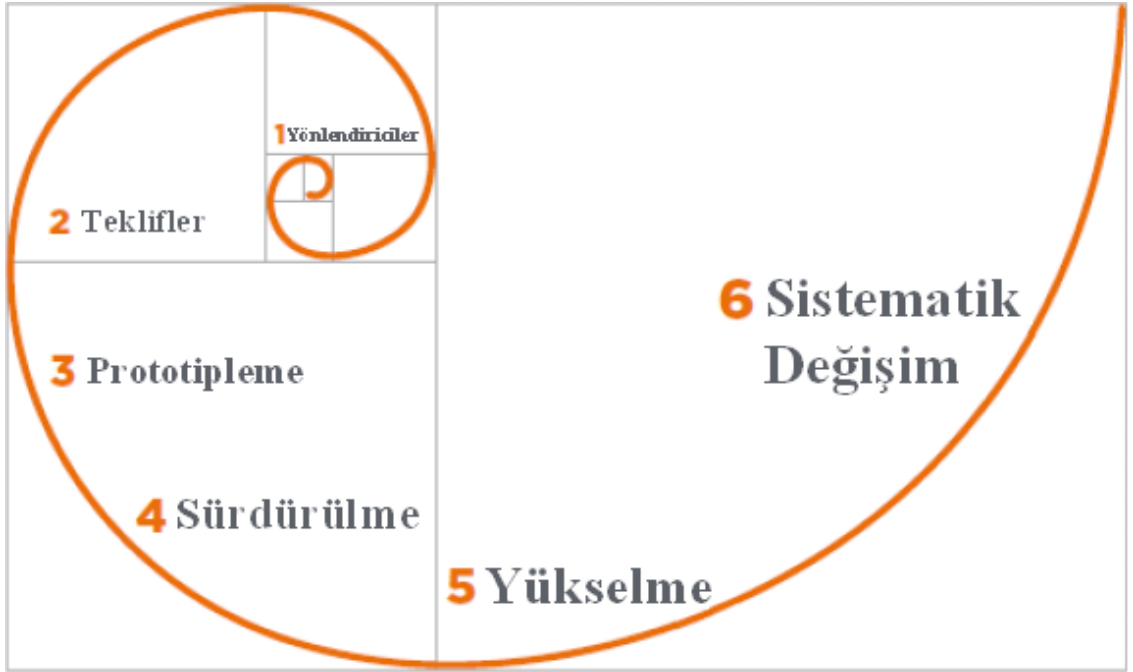 1 Yönlendiriciler
2 Teklifler
3 Prototipleme
4 Sürdürülme
5 Yükselme
6 Sistematik
Değişim